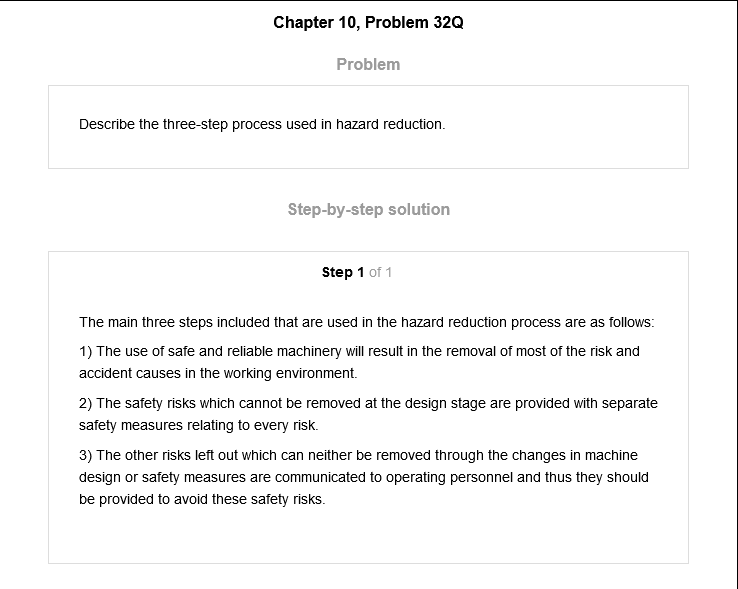 Chapter 10, Problem 32Q
Problem
Describe the three-step process used in hazard reduction.
Step-by-step solution
Step 1 of 1
The main three steps included that are used in the hazard reduction process are as follows:
1) The use of safe and reliable machinery will result in the removal of most of the risk and
accident causes in the working environment.
2) The safety risks which cannot be removed at the design stage are provided with separate
safety measures relating to every risk.
3) The other risks left out which can neither be removed through the changes in machine
design or safety measures are communicated to operating personnel and thus they should
be provided to avoid these safety risks.